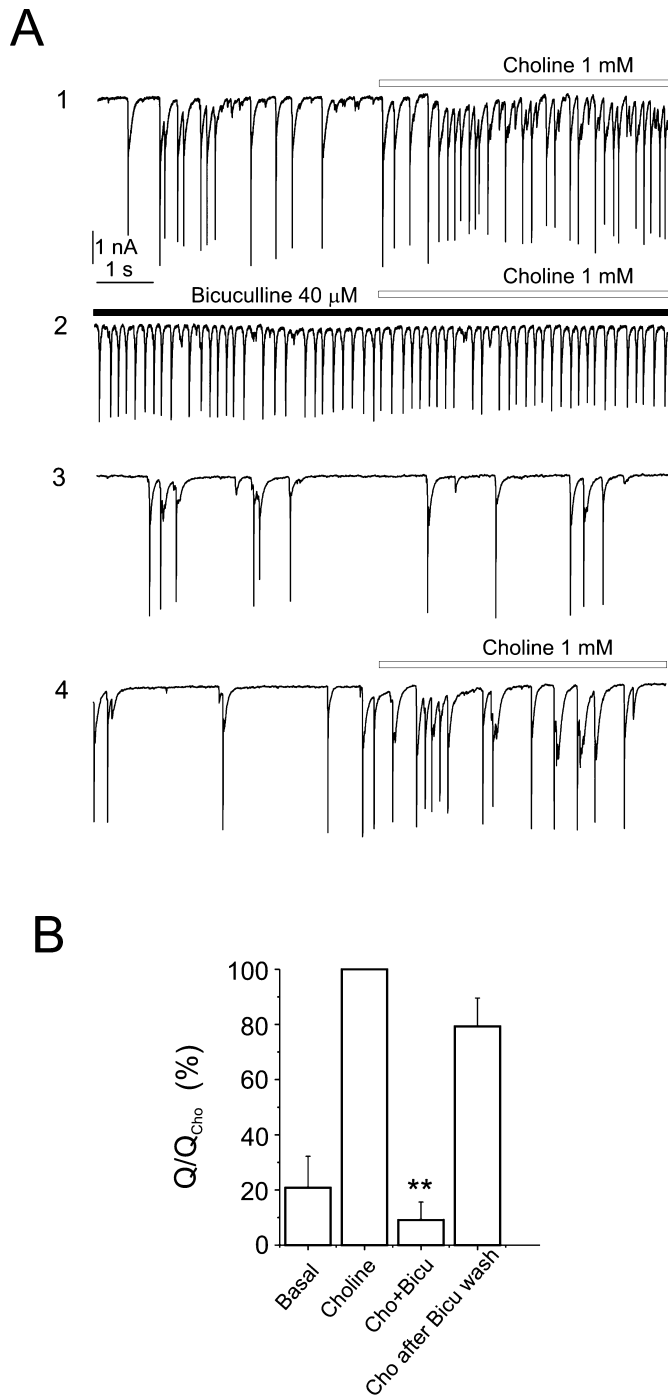 A
Choline 1 mM
1
1 nA
1 s
Choline 1 mM
Bicuculline 40 μM
2
3
Choline 1 mM
4
B
100
80
60
40
20
0
Q/QCho (%)
**
Basal
Choline
Cho+Bicu
Cho after Bicu wash